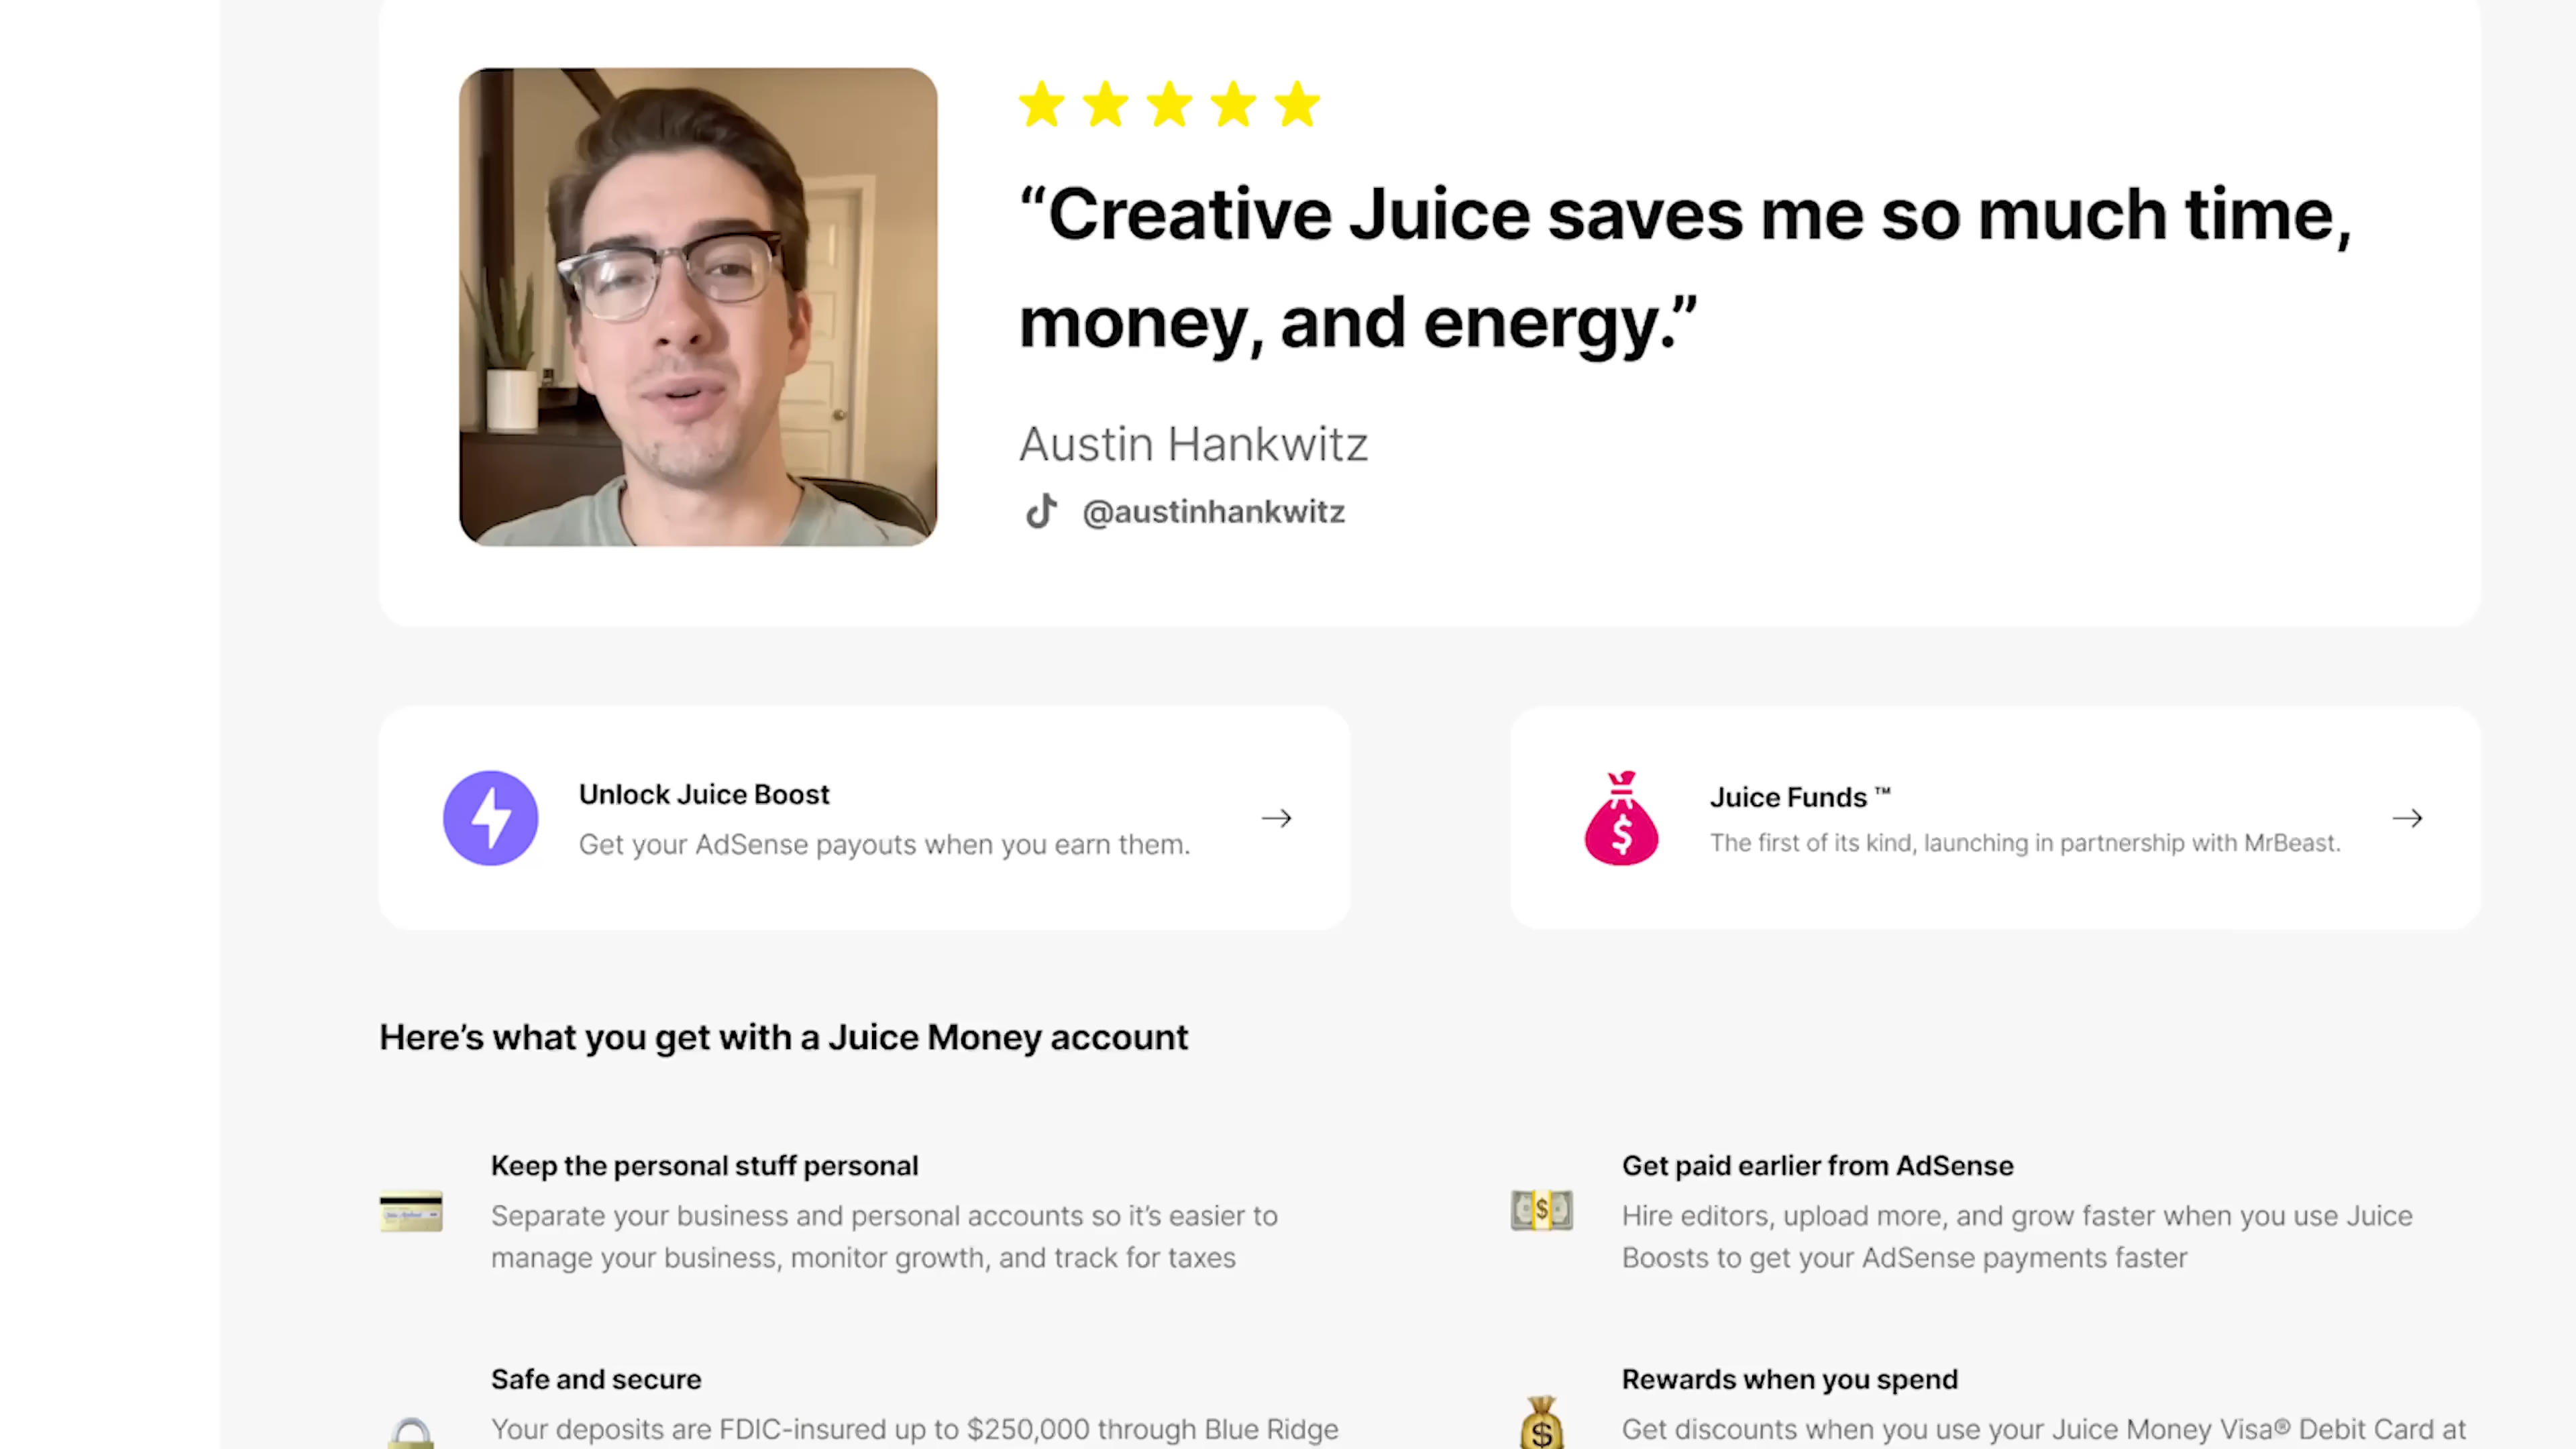 “Creative Juice saves me so much time,
money, and energy.”
Austin Hankwitz
@austinhankwitz
Unlock Juice Boost
Get your AdSense payouts when you earn them.
Juice Funds ™
The first of its kind, launching in partnership with MrBeast.
Here’s what you get with a Juice Money account
Keep the personal stuff personal
Separate your business and personal accounts so it’s easier to
manage your business, monitor growth, and track for taxes
Get paid earlier from AdSense
Hire editors, upload more, and grow faster when you use Juice
Boosts to get your AdSense payments faster
Safe and secure
Your deposits are FDIC-insured up to $250,000 through Blue Ridge
Rewards when you spend
Get discounts when you use your Juice Money Visa® Debit Card at